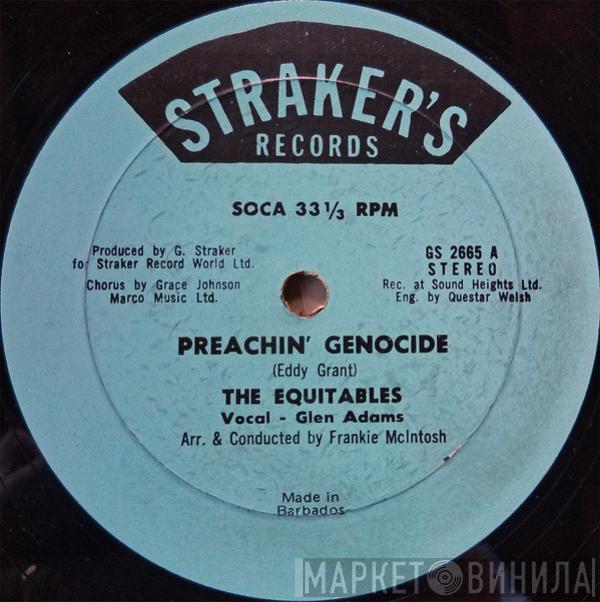 STRAKER'S
RECORDS
SOCA 33 1/3 RPM
Produced by G. Straker
for Straker Record World Ltd.
Chorus by Grace Johnson
Marco Music Ltd.
GS 2665 A
STEREO
Rec. at Sound Heights Ltd.
Eng. by Questar Welsh
PREACHIN' GENOCIDE
(Eddy Grant)
THE EQUITABLES
Vocal - Glen Adams
Arr. & Conducted by Frankie McIntosh
Made in
Barbados
МАРКЕТ ВИНИЛА